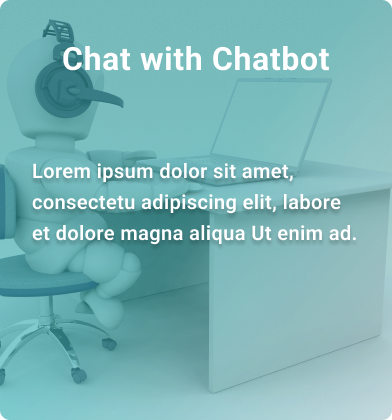 Chat with Chatbot
Lorem ipsum dolor sit amet,
consectetu adipiscing elit, labore
et dolore magna aliqua Ut enim ad.